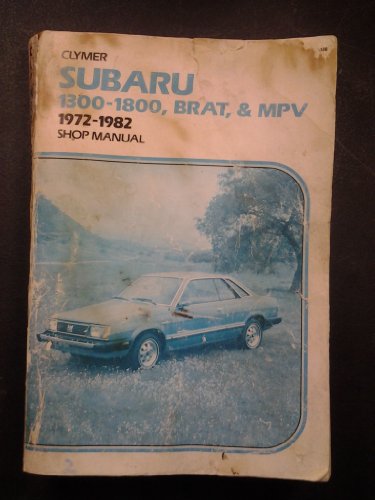 CLYMER
SUBARU
1300-1800, BRAT, & MPV
1972-1982
SHOP MANUAL